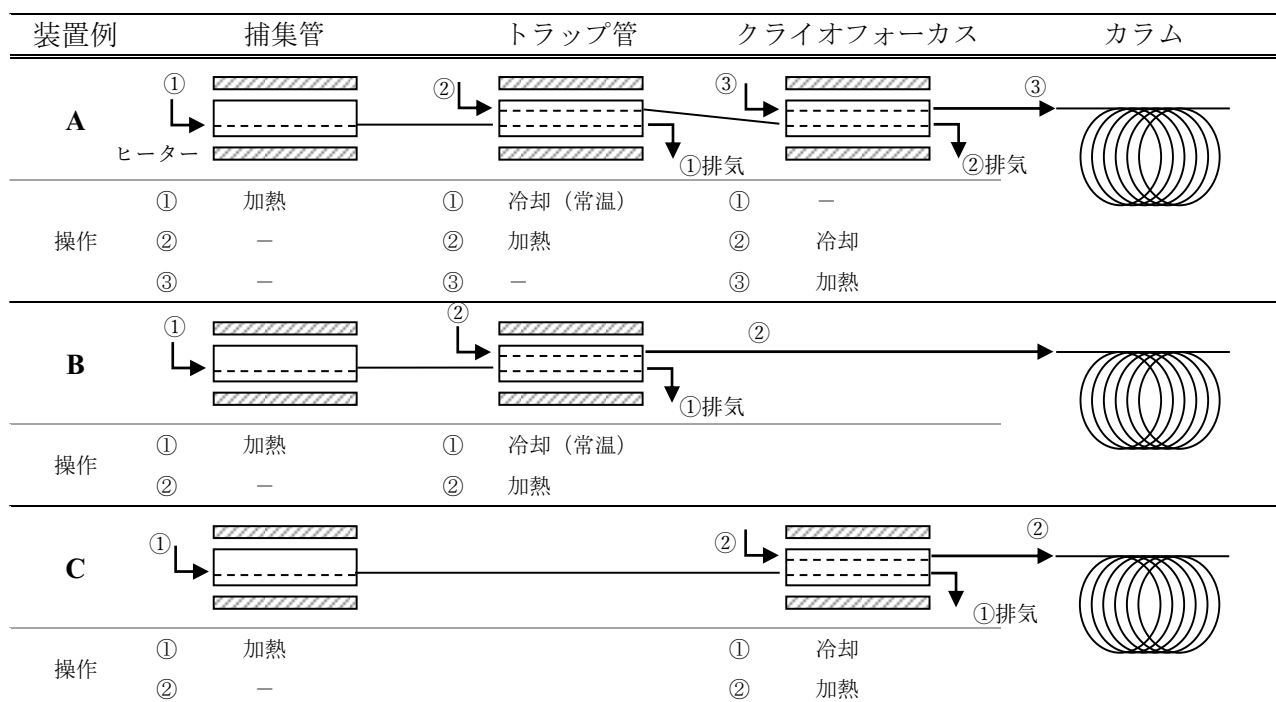 装置例 捕集管 トラップ管 クライオフォーカス カラム
① ② ③ ③
A
ヒーター ①排気 ②排気
① 加熱 ① 冷却（常温） ① －
操作 ② － ② 加熱 ② 冷却
③ － ③ － ③ 加熱
① ② ②
B
①排気
① 加熱 ① 冷却（常温）
操作
② － ② 加熱
① ② ②
C
①排気
① 加熱 ① 冷却
操作
② － ② 加熱